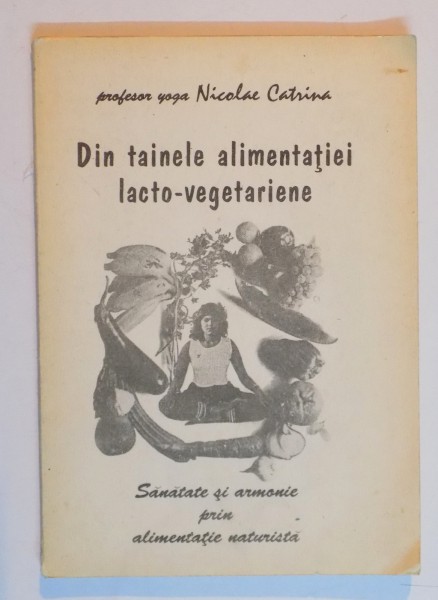 profesor yoga Nicolae Catrina
Din tainele alimentaţiei
lacto-vegetariene
Sănătate şi armonie
prin
alimentaţie naturistă